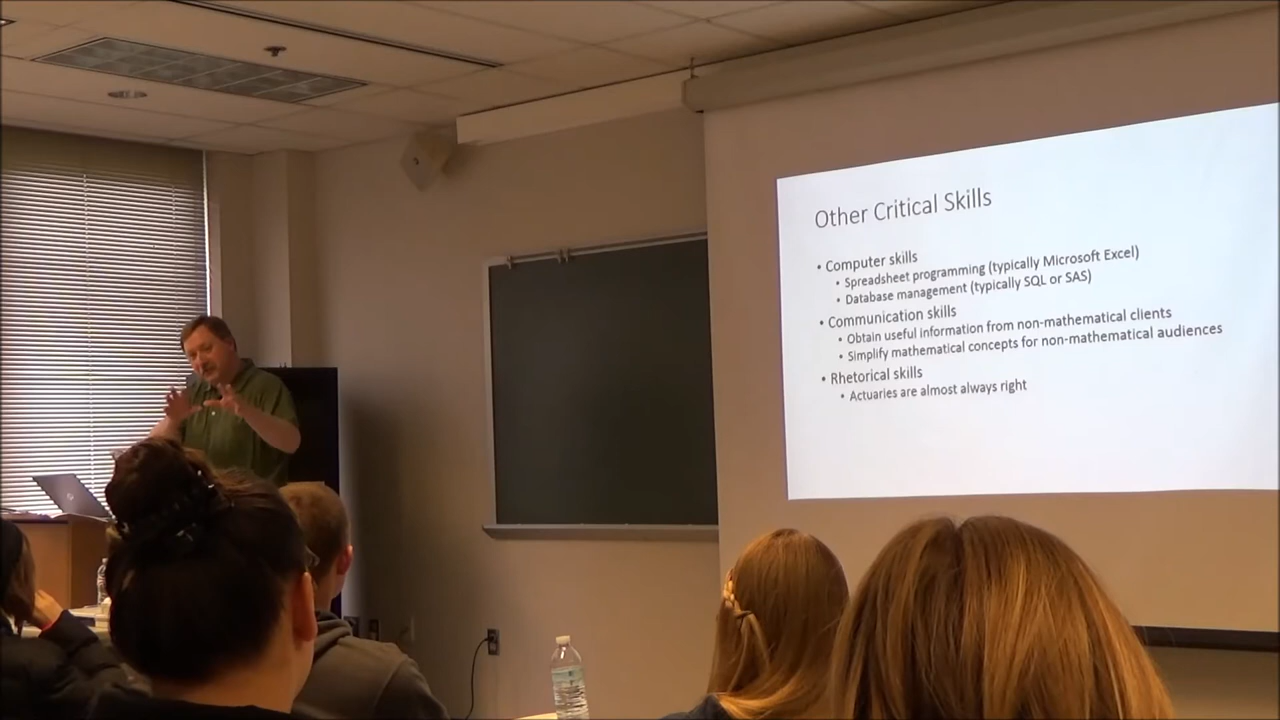 Other Critical Skills
• Computer skills
• Spreadsheet programming (typically Microsoft Excel)
• Database management (typically SQL or SAS)
• Communication skills
• Obtain useful information from non-mathematical clients
• Simplify mathematical concepts for non-mathematical audiences
• Rhetorical skills
• Actuaries are almost always right